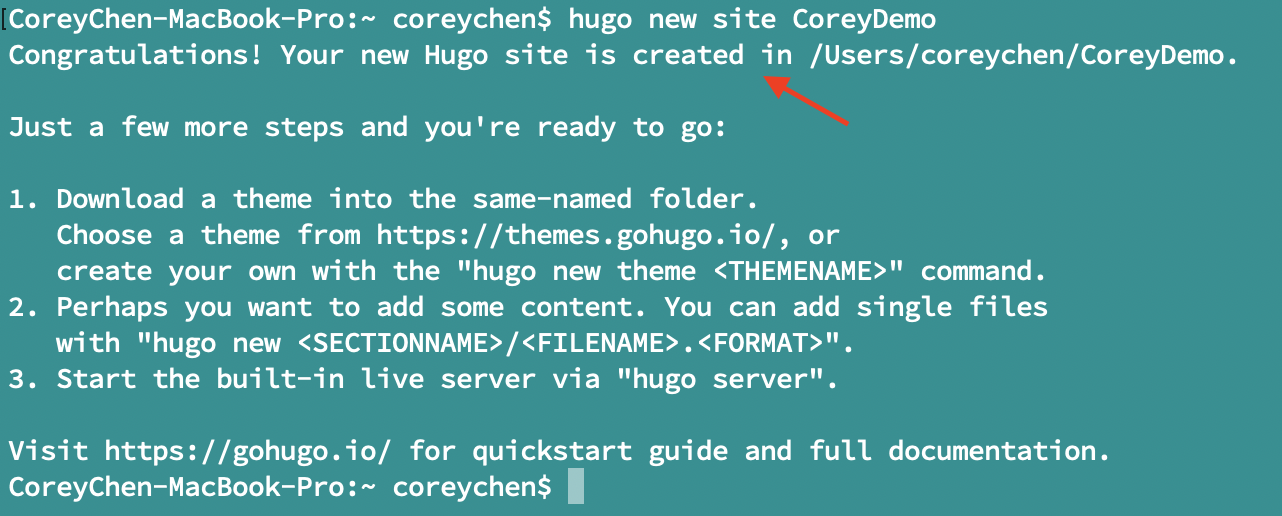 CoreyChen-MacBook-Pro:~ coreychen$ hugo new site CoreyDemo
Congratulations! Your new Hugo site is created in /Users/coreychen/CoreyDemo.
Just a few more steps and you're ready to go:
1. Download a theme into the same-named folder.
Choose a theme from https://themes.gohugo.io/, or
create your own with the "hugo new theme <THEMENAME>" command.
2. Perhaps you want to add some content. You can add single files
with "hugo new <SECTIONNAME>/<FILENAME>.<FORMAT>".
3. Start the built-in live server via "hugo server".
Visit https://gohugo.io/ for quickstart guide and full documentation.
CoreyChen-MacBook-Pro:~ coreychen$